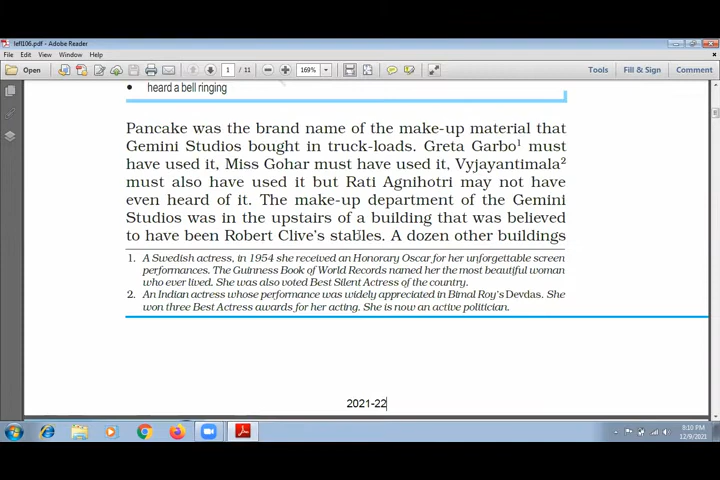 lefl106.pdf - Adobe Reader
File Edit View Window Help
Open 1 / 11 169% Tools Fill & Sign Comment
heard a bell ringing
Pancake was the brand name of the make-up material that
Gemini Studios bought in truck-loads. Greta Garbo¹ must
have used it, Miss Gohar must have used it, Vyjayantimala²
must also have used it but Rati Agnihotri may not have
even heard of it. The make-up department of the Gemini
Studios was in the upstairs of a building that was believed
to have been Robert Clive's stables. A dozen other buildings
1. A Swedish actress, in 1954 she received an Honorary Oscar for her unforgettable screen
performances. The Guinness Book of World Records named her the most beautiful woman
who ever lived. She was also voted Best Silent Actress of the country.
2. An Indian actress whose performance was widely appreciated in Bimal Roy's Devdas. She
won three Best Actress awards for her acting. She is now an active politician.
2021-22
8:10 PM
12/9/2021